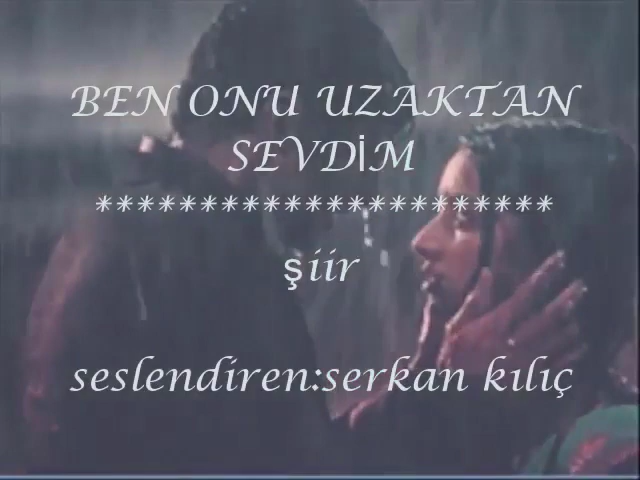 BEN ONU UZAKTAN
SEVDİM
**********************
şiir
seslendiren:serkan kılıç